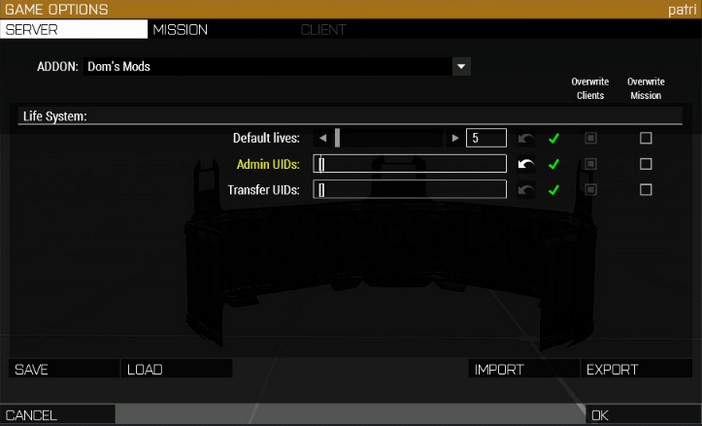 GAME OPTIONS patri
SERVER MISSION CLIENT
ADDON: Dom's Mods
Overwrite Clients
Overwrite Mission
Life System:
Default lives: 5
Admin UIDs: []
Transfer UIDs: []
SAVE LOAD IMPORT EXPORT
CANCEL OK